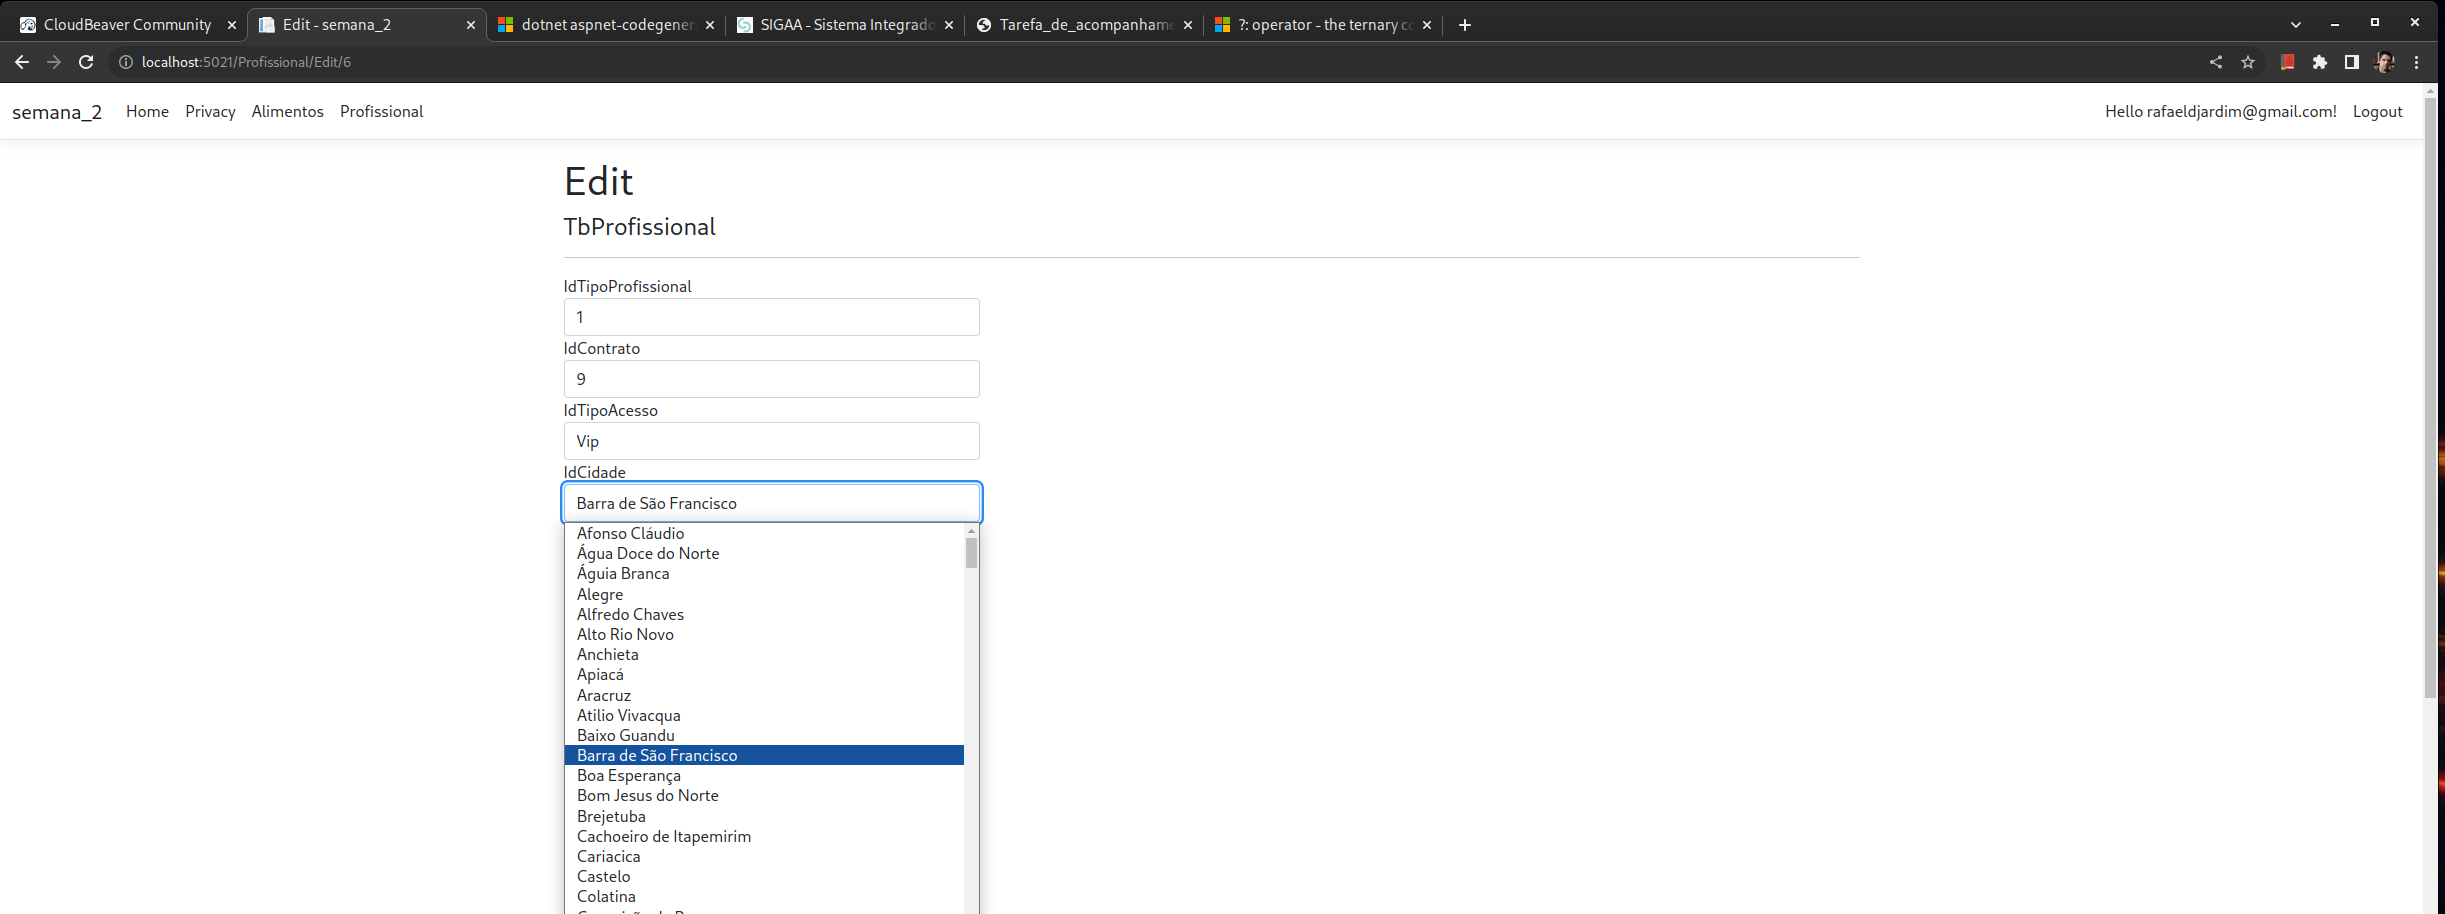 CloudBeaver Community
Edit - semana_2
dotnet aspnet-codegener
SIGAA - Sistema Integrado
Tarefa_de_acompanhame
?: operator - the ternary co
localhost:5021/Profissional/Edit/6
semana_2 Home Privacy Alimentos Profissional
Hello rafaeldjardim@gmail.com! Logout
Edit
TbProfissional
IdTipoProfissional
1
IdContrato
9
IdTipoAcesso
Vip
IdCidade
Barra de São Francisco
Afonso Cláudio
Água Doce do Norte
Águia Branca
Alegre
Alfredo Chaves
Alto Rio Novo
Anchieta
Apiacá
Aracruz
Atilio Vivacqua
Baixo Guandu
Barra de São Francisco
Boa Esperança
Bom Jesus do Norte
Brejetuba
Cachoeiro de Itapemirim
Cariacica
Castelo
Colatina